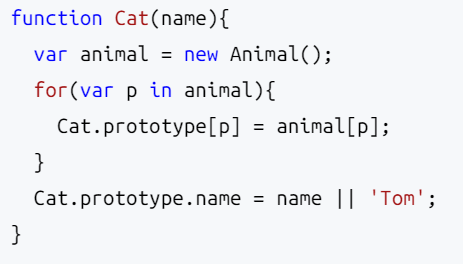 function Cat(name){
  var animal = new Animal();
  for(var p in animal){
    Cat.prototype[p] = animal[p];
  }
  Cat.prototype.name = name || 'Tom';
}